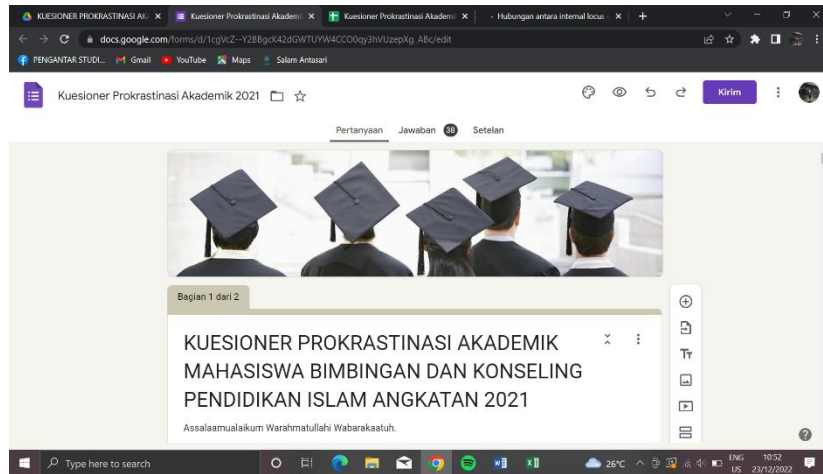 KUESIONER PROKRASTINASI AK
Kuesioner Prokrastinasi Akademi
Kuesioner Prokrastinasi Akademi
- Hubungan antara internal locus
docs.google.com/forms/d/1cgVcZ--Y2BBgcK42dGWTUYW4CCO0qy3hVUzepXg_ABc/edit
PENGANTAR STUDI...
Gmail
YouTube
Maps
Salam Antasari
Kuesioner Prokrastinasi Akademik 2021
Kirim
Pertanyaan
Jawaban 38
Setelan
Bagian 1 dari 2
KUESIONER PROKRASTINASI AKADEMIK
MAHASISWA BIMBINGAN DAN KONSELING
PENDIDIKAN ISLAM ANGKATAN 2021
Assalaamualaikum Warahmatullahi Wabarakaatuh.
Type here to search
26°C
ENG
US
10:52
23/12/2022